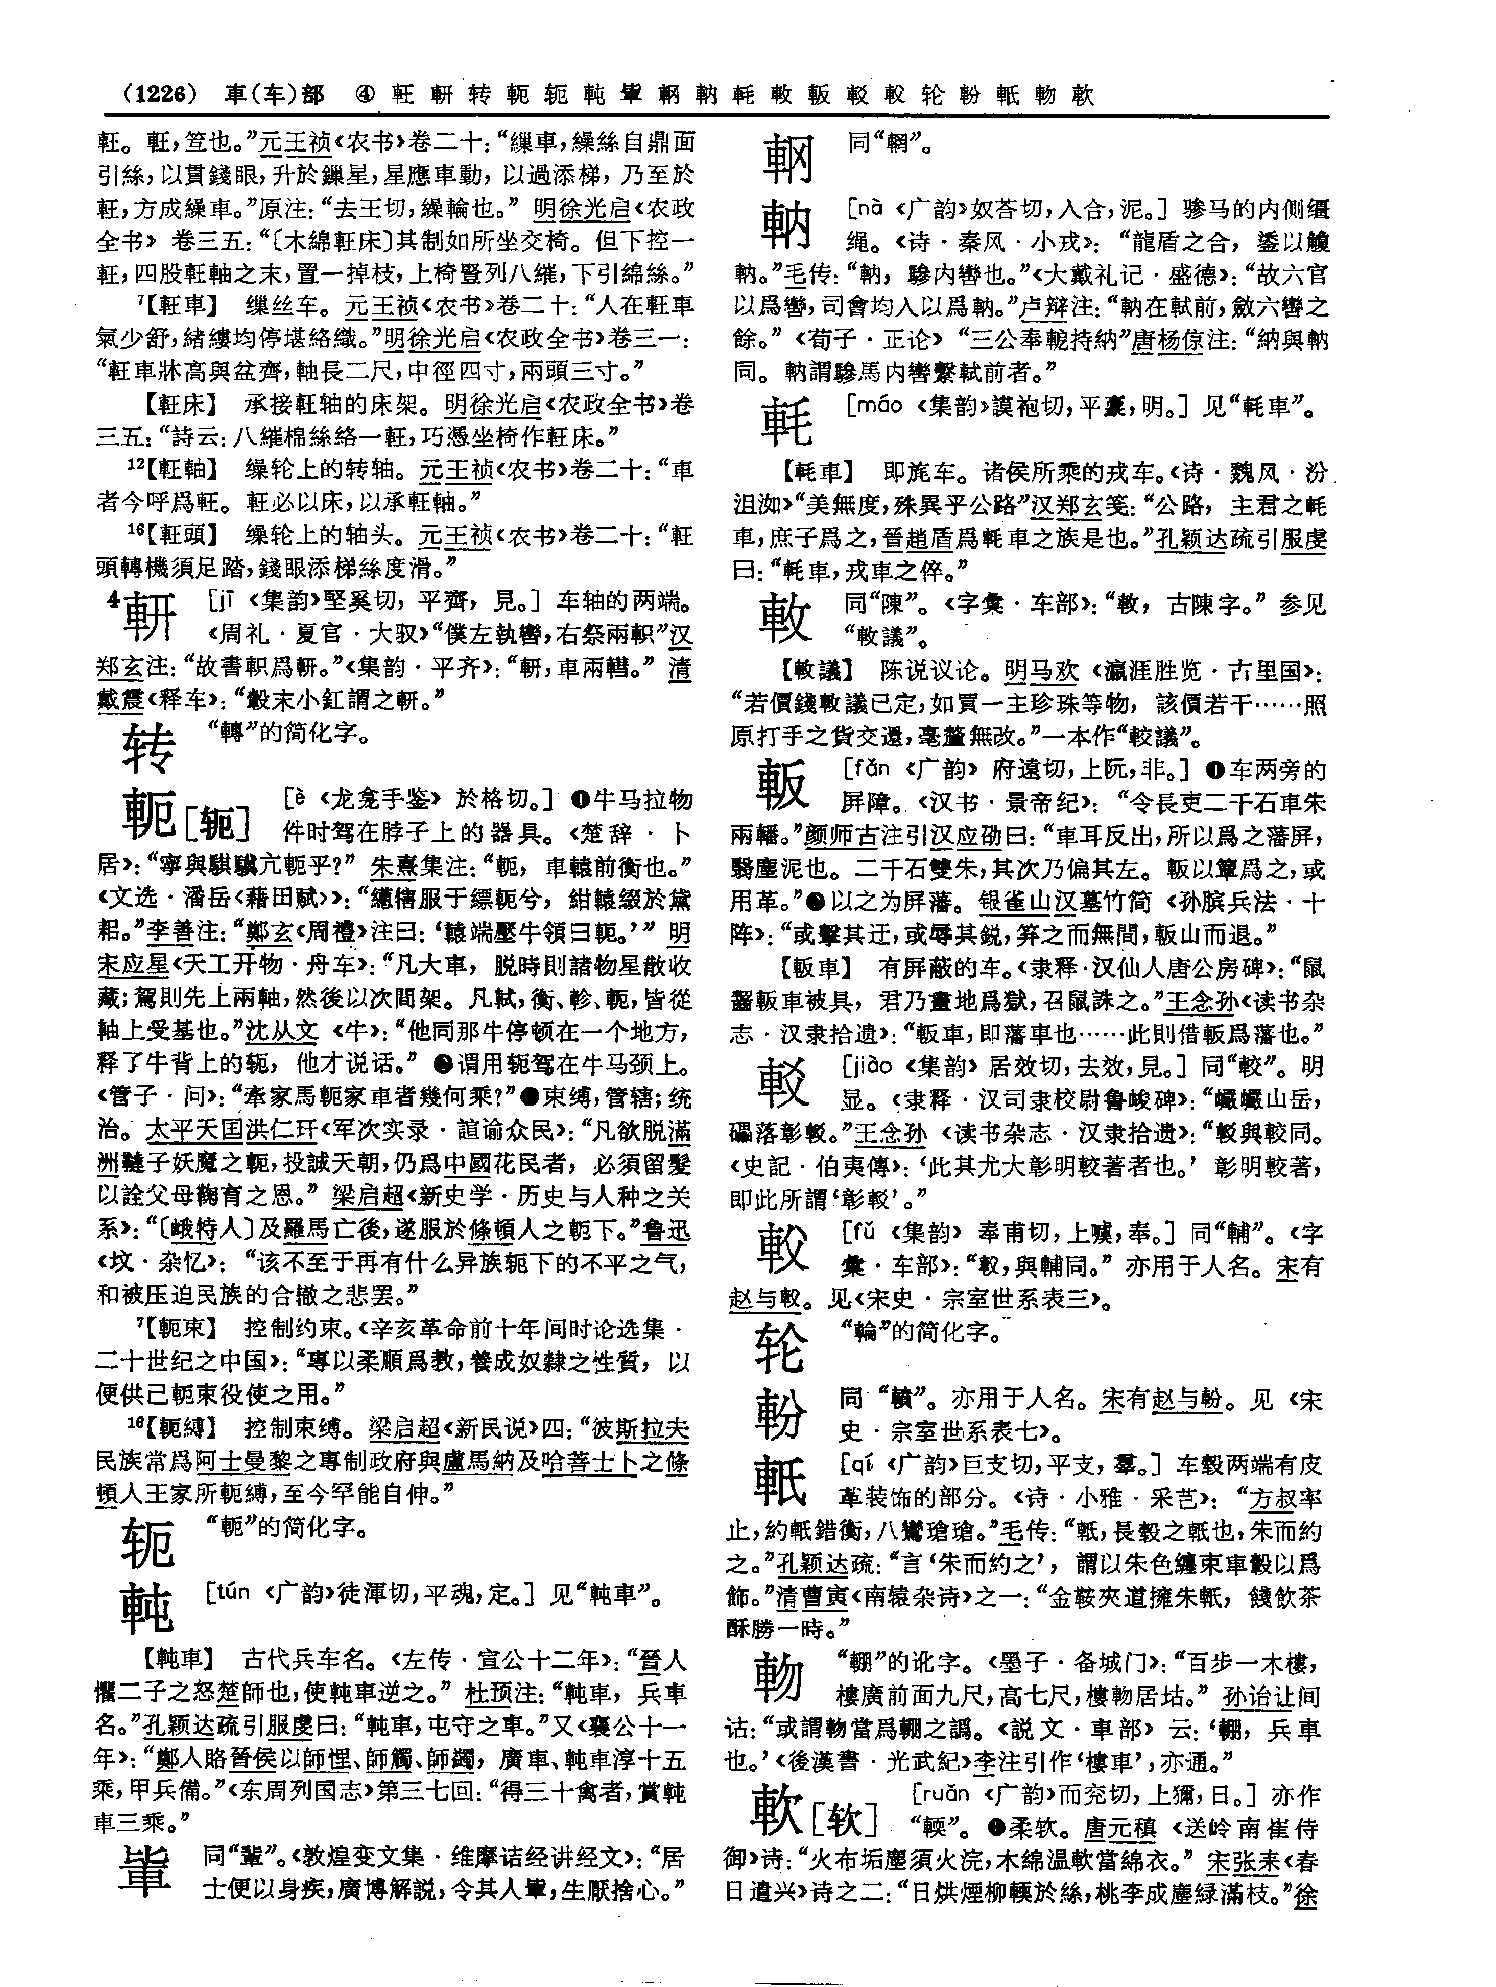 (1226) 車(车)部 ④ 軠 軿 转 軛 轭 軘 輩 輞 軜 軞 敶 軬 較 輔 轮 軡 軝 軔 軟
軠。軠,笠也。”元王祯《农书》卷二十:“繅車,繰絲自鼎面
引絲,以貫錢眼,升於鏁星,星應車動,以過添梯,乃至於
軠,方成繰車。”原注:“去王切,繰輪也。” 明徐光启《农政
全书》 卷三五:“〔木綿軠床〕其制如所坐交椅。但下控一
軠,四股軠軸之末,置一掉枝,上椅豎列八繀,下引綿絲。”
7【軠車】 缫丝车。元王祯《农书》卷二十:“人在軠車
氣少舒,緒縷均停堪絡織。”明徐光启《农政全书》卷三一:
“軠車牀高與盆齊,軸長二尺,中徑四寸,兩頭三寸。”
【軠床】 承接軠轴的床架。明徐光启《农政全书》卷
三五:“詩云:八繀棉絲絡一軠,巧憑坐椅作軠床。”
12【軠軸】 缲轮上的转轴。元王祯《农书》卷二十:“車
者今呼爲軠。軠必以床,以承軠軸。”
16【軠頭】 缲轮上的轴头。元王祯《农书》卷二十:“軠
頭轉機須足踏,錢眼添梯絲度滑。”
4 [jī 《集韵》堅奚切,平齊,見。] 车轴的两端。
《周礼·夏官·大驭》“僕左執轡,右祭兩軹”汉
郑玄注:“故書軹爲。”《集韵·平齐》:“,車兩轊。” 清
戴震《释车》:“轂末小釭謂之。”
转 “轉”的简化字。
軛[轭] [è 《龙龛手鉴》 於格切。] ❶牛马拉物
件时驾在脖子上的器具。《楚辞·卜
居》:“寧與騏驥亢軛乎?” 朱熹集注:“軛,車轅前衡也。”
《文选·潘岳〈藉田赋〉》:“繐犗服于缥軛兮,紺轅綴於黛
耜。”李善注:“鄭玄《周禮》注曰:‘轅端壓牛領曰軛。’” 明
宋应星《天工开物·舟车》:“凡大車,脱時則諸物星散收
藏;駕則先上兩軸,然後以次間架。凡軾、衡、軫、軛,皆從
軸上受基也。”沈从文 《牛》:“他同那牛停顿在一个地方,
释了牛背上的轭,他才说话。” ❷谓用轭驾在牛马颈上。
《管子·问》:“牽家馬軛家車者幾何乘?”❸束缚,管辖;统
治。太平天国洪仁玕《军次实录·諠谕众民》:“凡欲脱滿
洲韃子妖魔之軛,投誠天朝,仍爲中國花民者,必須留髮
以詮父母鞠育之恩。” 梁启超《新史学·历史与人种之关
系》:“〔峨特人〕及羅馬亡後,遂服於條頓人之軛下。”鲁迅
《坟·杂忆》:“该不至于再有什么异族轭下的不平之气,
和被压迫民族的合辙之悲罢。”
7【軛束】 控制约束。《辛亥革命前十年间时论选集·
二十世纪之中国》:“專以柔順爲教,養成奴隸之性質,以
便供己軛束役使之用。”
16【軛縛】 控制束缚。梁启超《新民说》四:“彼斯拉夫
民族常爲阿士曼黎之專制政府與盧馬納及哈菩士卜之條
頓人王家所軛縛,至今罕能自伸。”
轭 “軛”的简化字。
軘 [tún 《广韵》徒渾切,平魂,定。] 见“軘車”。
【軘車】 古代兵车名。《左传·宣公十二年》:“晉人
懼二子之怒楚師也,使軘車逆之。” 杜预注:“軘車,兵車
名。”孔颖达疏引服虔曰:“軘車,屯守之車。”又《襄公十一
年》:“鄭人賂晉侯以師悝、師觸、師蠲,廣車、軘車淳十五
乘,甲兵備。”《东周列国志》第三七回:“得三十禽者,賞軘
車三乘。”
 同“輩”。《敦煌变文集·维摩诘经讲经文》:“居
士便以身疾,廣博解説,令其人,生厭捨心。”
 同“輞”。
軜 [nà 《广韵》奴荅切,入合,泥。] 骖马的内侧缰
绳。《诗·秦风·小戎》:“龍盾之合,鋈以觼
軜。”毛传:“軜,驂内轡也。”《大戴礼记·盛德》:“故六官
以爲轡,司會均入以爲軜。”卢辩注:“軜在軾前,斂六轡之
餘。”《荀子·正论》 “三公奉軶持納”唐杨倞注:“納與軜
同。軜謂驂馬内轡繫軾前者。”
軞 [máo 《集韵》謨袍切,平豪,明。] 见“軞車”。
【軞車】 即旄车。诸侯所乘的戎车。《诗·魏风·汾
沮洳》“美無度,殊異乎公路”汉郑玄笺:“公路,主君之軞
車,庶子爲之,晉趙盾爲軞車之族是也。”孔颖达疏引服虔
曰:“軞車,戎車之倅。”
 同“陳”。《字彙·车部》:“,古陳字。” 参见
“議”。
【議】 陈说议论。明马欢 《瀛涯胜览·古里国》:
“若價錢議已定,如買一主珍珠等物,該價若干……照
原打手之貨交還,毫釐無改。”一本作“較議”。
軓 [fǎn 《广韵》 府遠切,上阮,非。] ❶车两旁的
屏障。《汉书·景帝纪》:“令長吏二千石車朱
兩轓。”颜师古注引汉应劭曰:“車耳反出,所以爲之藩屏,
翳塵泥也。二千石雙朱,其次乃偏其左。以簟爲之,或
用革。”❷以之为屏藩。银雀山汉墓竹简 《孙膑兵法·十
阵》:“或擊其迂,或辱其鋭,笲之而無間,山而退。”
【車】 有屏蔽的车。《隶释·汉仙人唐公房碑》:“鼠
齧車被具,君乃畫地爲獄,召鼠誅之。”王念孙《读书杂
志·汉隶拾遗》:“車,即藩車也……此則借爲藩也。”
 [jiào 《集韵》 居效切,去效,見。] 同“較”。明
显。《隶释·汉司隶校尉鲁峻碑》:“巖巖山岳,
礧落彰。”王念孙 《读书杂志·汉隶拾遗》:“與較同。
《史記·伯夷傳》:‘此其尤大彰明較著者也。’ 彰明較著,
即此所謂‘彰’。”
 [fǔ 《集韵》 奉甫切,上噳,奉。] 同“輔”。《字
彙·车部》:“,與輔同。” 亦用于人名。宋有
赵与。见《宋史·宗室世系表三》。
轮 “輪”的简化字。
 同“轒”。亦用于人名。宋有赵与。见 《宋
史·宗室世系表七》。
軝 [qí 《广韵》巨支切,平支,羣。] 车毂两端有皮
革装饰的部分。《诗·小雅·采芑》:“方叔率
止,約軝錯衡,八鸞瑲瑲。”毛传:“軝,長轂之軝也,朱而約
之。”孔颖达疏:“言‘朱而約之’,謂以朱色纏束車轂以爲
飾。”清曹寅《南辕杂诗》之一:“金鞍夾道擁朱軝,餞飲茶
酥勝一時。”
 “輣”的讹字。《墨子·备城门》:“百步一木樓,
樓廣前面九尺,高七尺,樓居坫。” 孙诒让间
诂:“或謂當爲輣之譌。《説文·車部》云:‘輣,兵車
也。’《後漢書·光武紀》李注引作‘樓車’,亦通。”
軟[软] [ruǎn 《广韵》而兖切,上獮,日。] 亦作
“輭”。❶柔软。唐元稹 《送岭南崔侍
御》诗:“火布垢塵須火浣,木綿温軟當綿衣。” 宋张耒《春
日遣兴》诗之二:“日烘煙柳輭於絲,桃李成塵緑滿枝。”徐